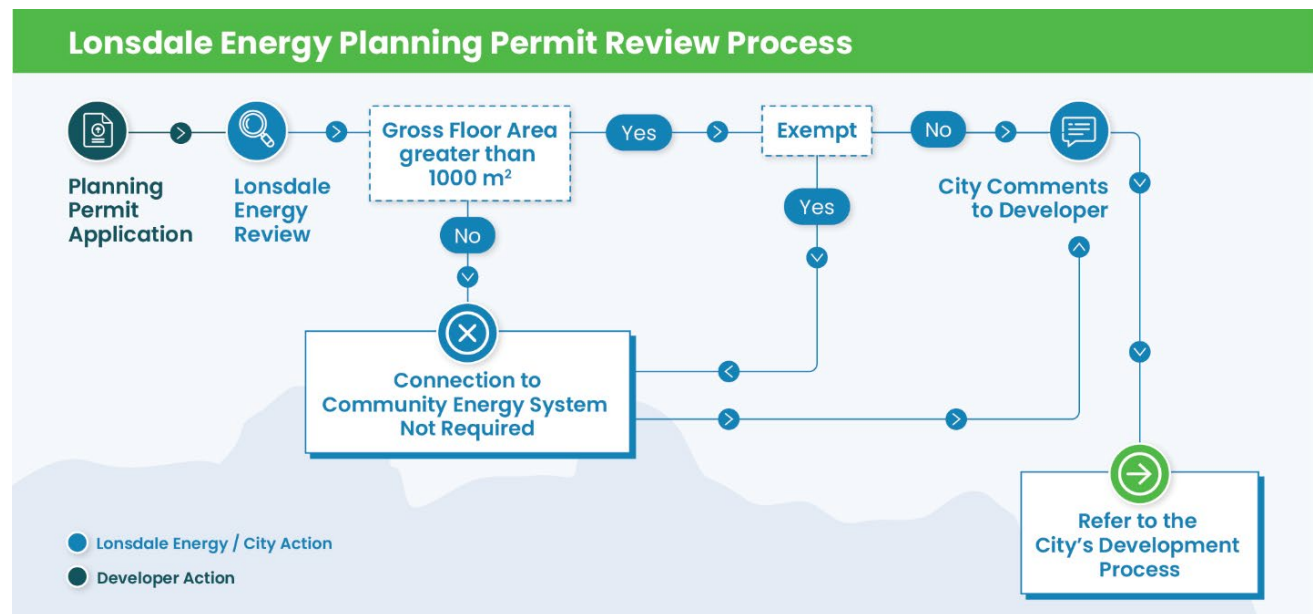 Lonsdale Energy Planning Permit Review Process
Planning
Permit
Application
Lonsdale
Energy
Review
Gross Floor Area
greater than
1000 m²
Yes
Exempt
No
City Comments
to Developer
No
Yes
Connection to
Community Energy System
Not Required
Refer to the
City's Development
Process
Lonsdale Energy / City Action
Developer Action